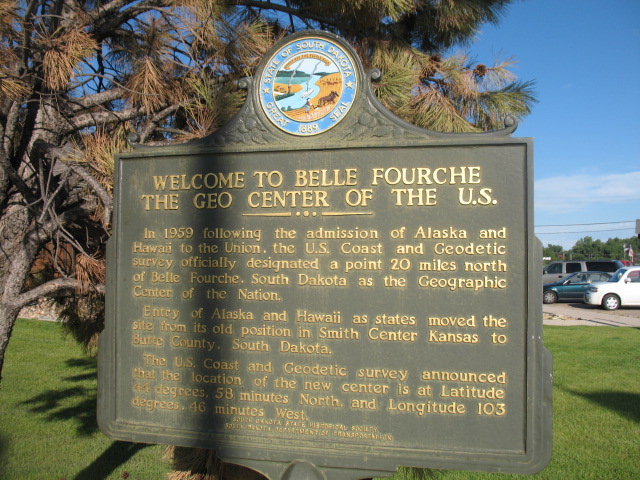 STATE OF SOUTH DAKOTA
GREAT SEAL
1889
WELCOME TO BELLE FOURCHE
THE GEO CENTER OF THE U.S.
In 1959 following the admission of Alaska and
Hawaii to the Union, the U.S. Coast and Geodetic
survey officially designated a point 20 miles north
of Belle Fourche, South Dakota as the Geographic
Center of the Nation.
Entry of Alaska and Hawaii as states moved the
site from its old position in Smith Center Kansas to
Butte County, South Dakota.
The U.S. Coast and Geodetic survey announced
that the location of the new center is at Latitude
44 degrees, 58 minutes North, and Longitude 103
degrees, 46 minutes West.
SOUTH DAKOTA STATE HISTORICAL SOCIETY
SOUTH DAKOTA DEPARTMENT OF TRANSPORTATION